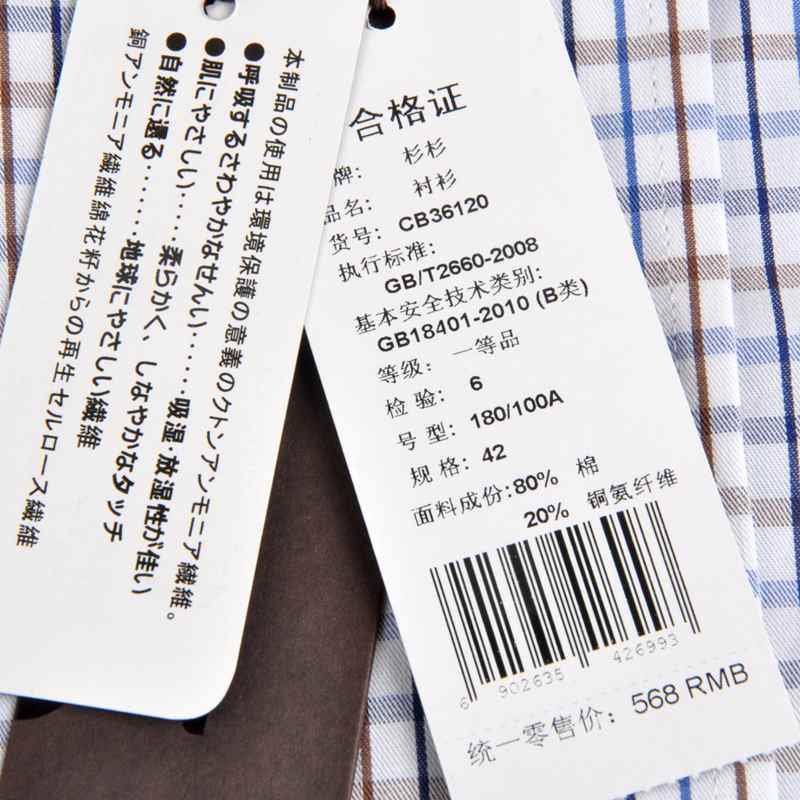 本制品の使用は環境保護の意義のクトンアンモニア繊維。
●呼吸するさわやかなせんい‥‥‥吸湿・放湿性が佳い
●肌にやさしい‥‥柔らかく、しなやかなタッチ
●自然に還る‥‥‥‥地球にやさしい繊維
銅アンモニア繊維綿花籽からの再生セルロース繊維
合格证
牌: 杉杉
品名: 衬衫
货号: CB36120
执行标准:
GB/T2660-2008
基本安全技术类别:
GB18401-2010 (B类)
等级: 一等品
检验: 6
号型: 180/100A
规格: 42
面料成份:80% 棉
20% 铜氨纤维
6 902635 426993
统一零售价: 568 RMB